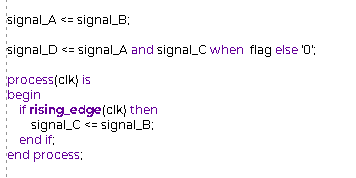 signal_A <= signal_B;
signal_D <= signal_A and signal_C when flag else '0';
process(clk) is
begin
if rising_edge(clk) then
signal_C <= signal_B;
end if;
end process;